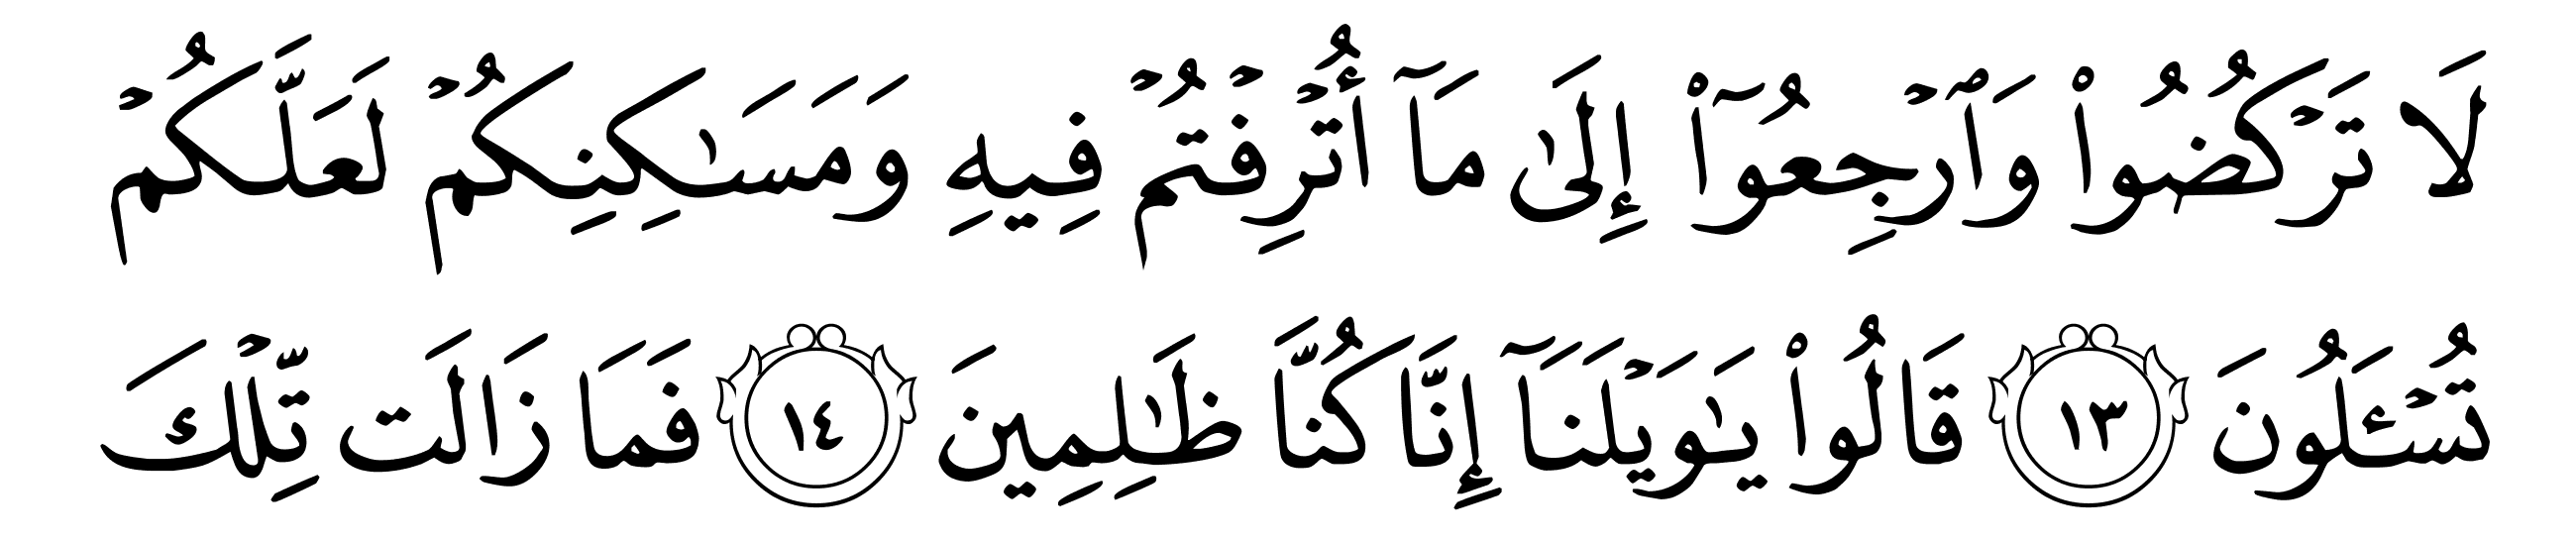 لَا تَرۡكُضُواْ وَٱرۡجِعُوٓاْ إِلَىٰ مَآ أُتۡرِفۡتُمۡ فِيهِ وَمَسَٰكِنِكُمۡ لَعَلَّكُمۡ
تُسۡـَٔلُونَ ١٣ قَالُواْ يَٰوَيۡلَنَآ إِنَّا كُنَّا ظَٰلِمِينَ ١٤ فَمَا زَالَت تِّلۡكَ